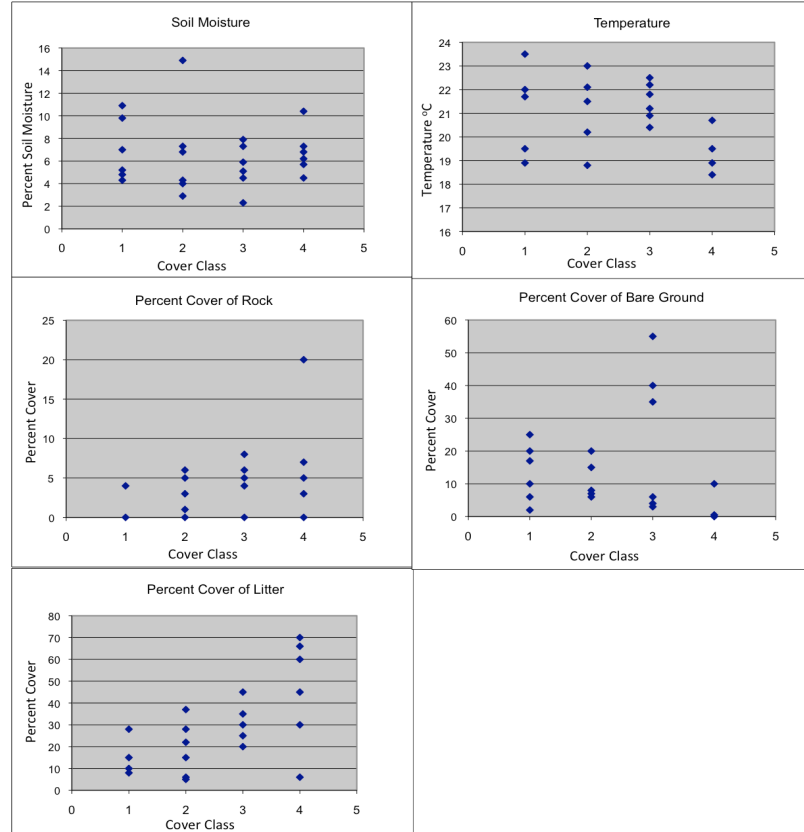 Soil Moisture
Percent Soil Moisture
16
14
12
10
8
6
4
2
0
0 1 2 3 4 5
Cover Class
Temperature
Temperature ºC
24
23
22
21
20
19
18
17
16
0 1 2 3 4 5
Cover Class
Percent Cover of Rock
Percent Cover
25
20
15
10
5
0
0 1 2 3 4 5
Cover Class
Percent Cover of Bare Ground
Percent Cover
60
50
40
30
20
10
0
0 1 2 3 4 5
Cover Class
Percent Cover of Litter
Percent Cover
80
70
60
50
40
30
20
10
0
0 1 2 3 4 5
Cover Class